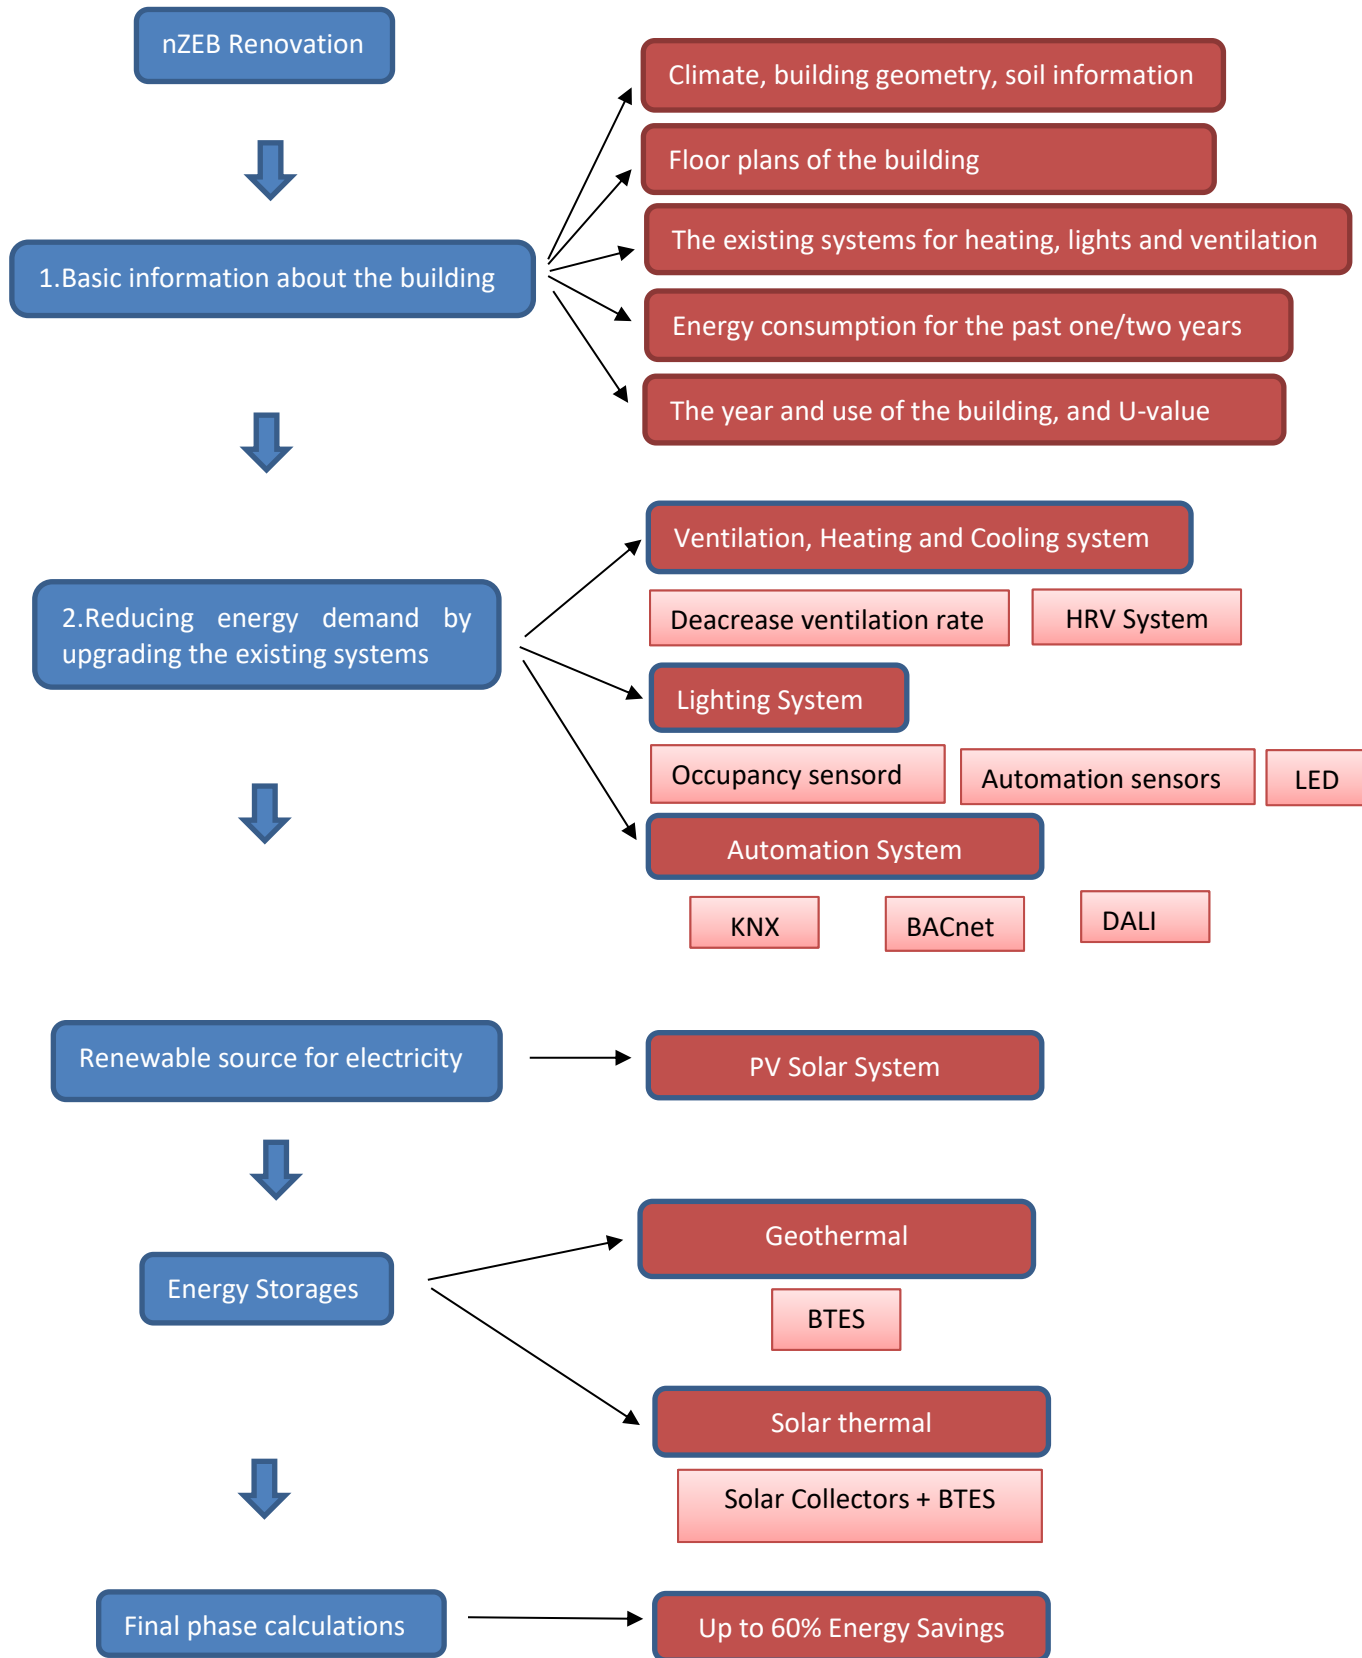 nZEB Renovation
Climate, building geometry, soil information
Floor plans of the building
The existing systems for heating, lights and ventilation
1.Basic information about the building
Energy consumption for the past one/two years
The year and use of the building, and U-value
Ventilation, Heating and Cooling system
2.Reducing energy demand by
upgrading the existing systems
Deacrease ventilation rate
HRV System
Lighting System
Occupancy sensord
Automation sensors
LED
Automation System
KNX
BACnet
DALI
Renewable source for electricity
PV Solar System
Geothermal
Energy Storages
BTES
Solar thermal
Solar Collectors + BTES
Final phase calculations
Up to 60% Energy Savings